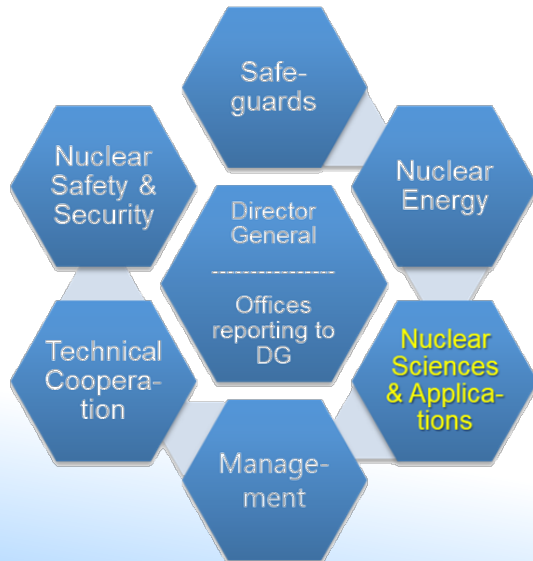 Safe-
guards
Nuclear
Safety &
Security
Nuclear
Energy
Director
General
----------------
Offices
reporting to
DG
Technical
Coopera-
tion
Nuclear
Sciences
& Applica-
tions
Manage-
ment